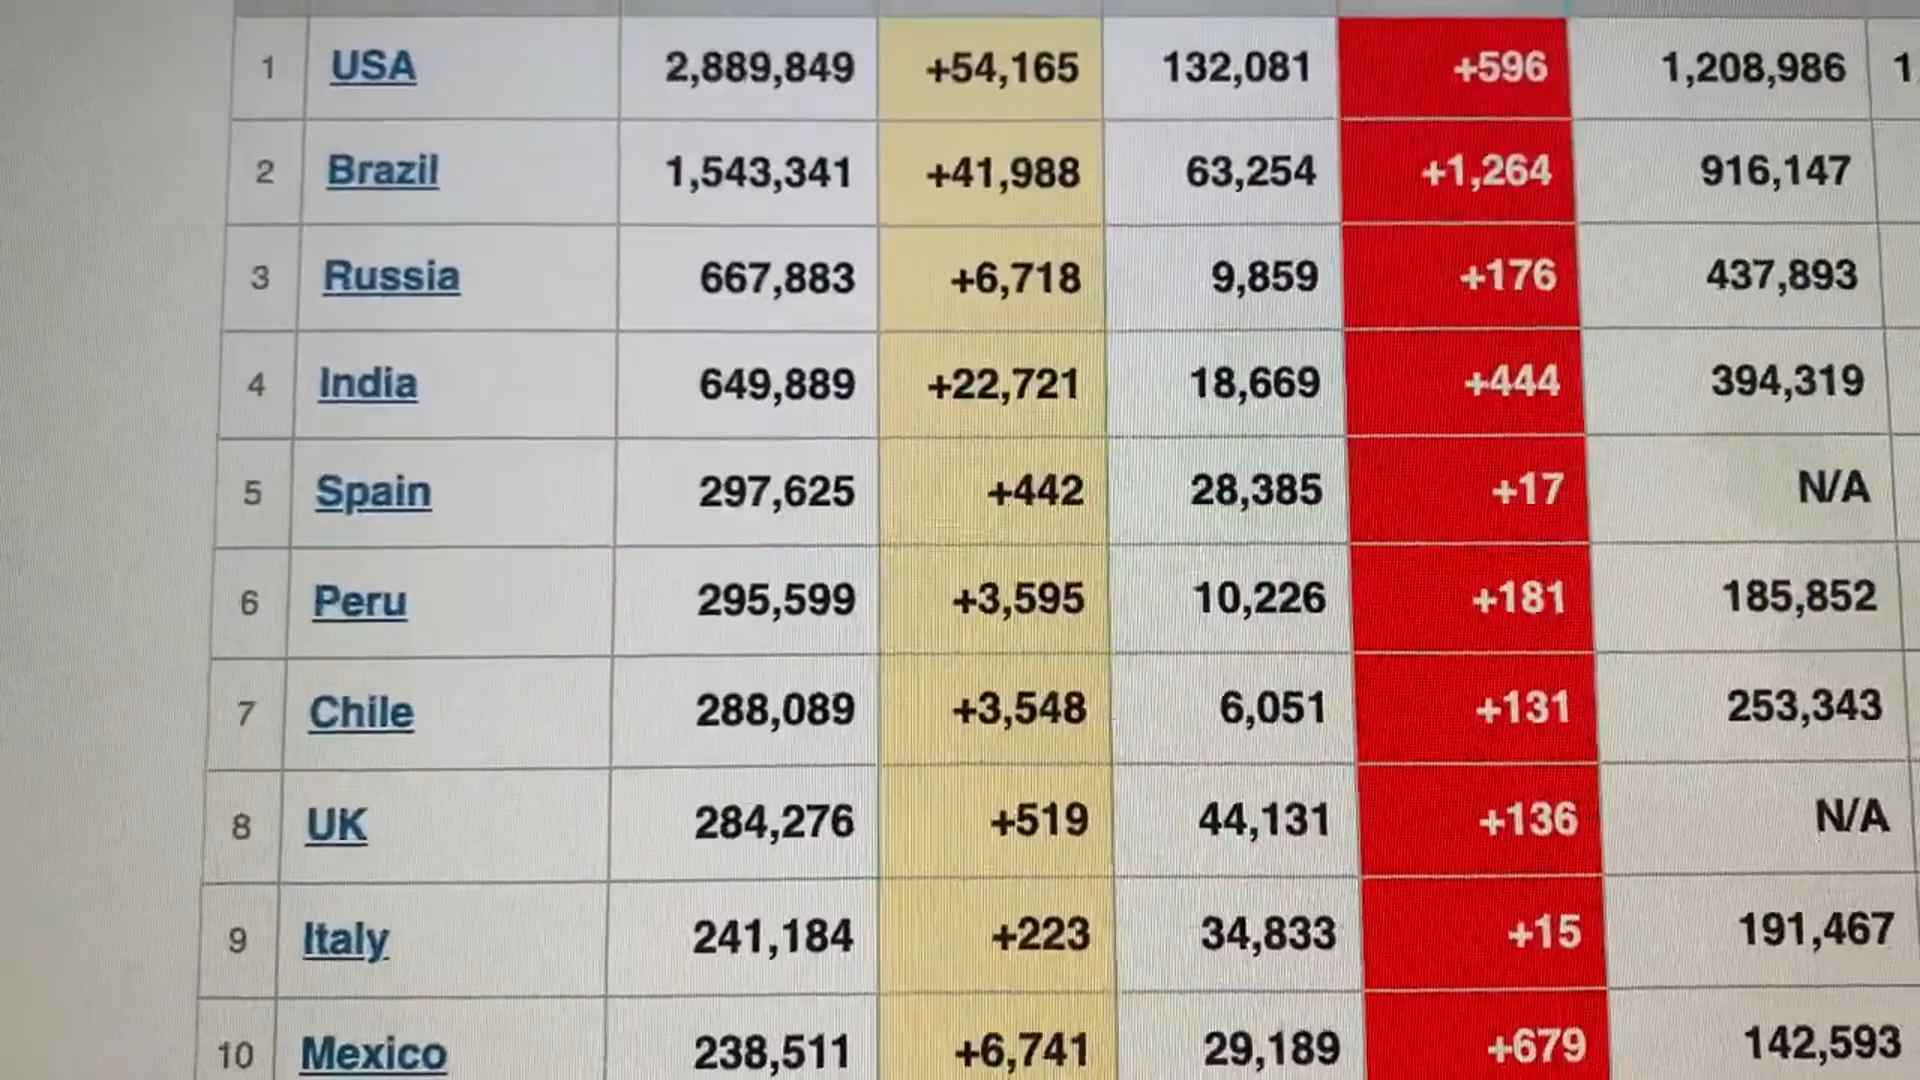 1 USA 2,889,849 +54,165 132,081 +596 1,208,986 1,
2 Brazil 1,543,341 +41,988 63,254 +1,264 916,147
3 Russia 667,883 +6,718 9,859 +176 437,893
4 India 649,889 +22,721 18,669 +444 394,319
5 Spain 297,625 +442 28,385 +17 N/A
6 Peru 295,599 +3,595 10,226 +181 185,852
7 Chile 288,089 +3,548 6,051 +131 253,343
8 UK 284,276 +519 44,131 +136 N/A
9 Italy 241,184 +223 34,833 +15 191,467
10 Mexico 238,511 +6,741 29,189 +679 142,593